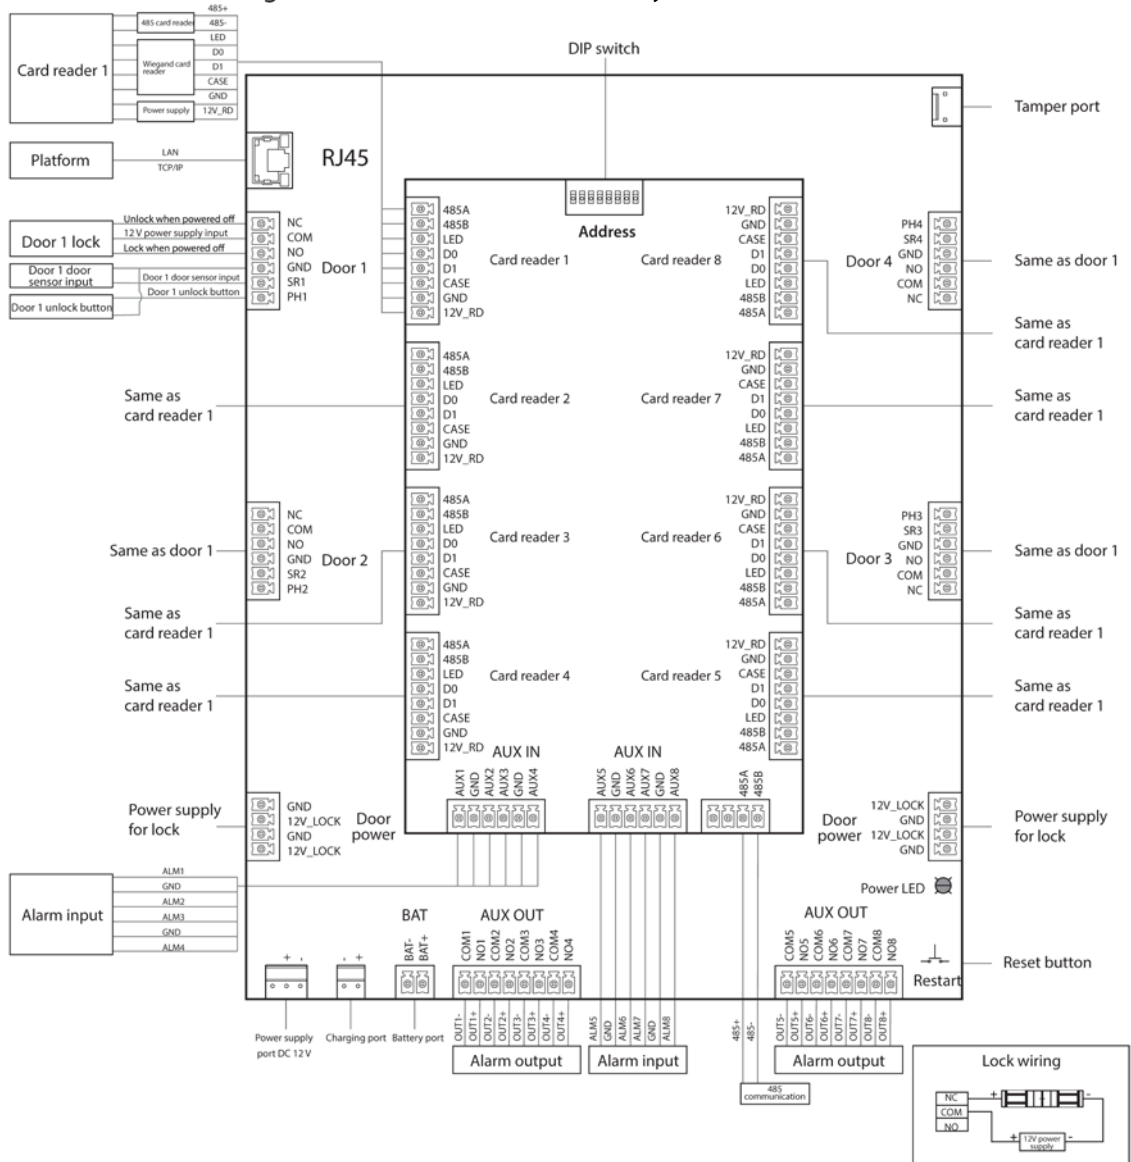 485+
485 card reader
485-
LED
D0
Card reader 1
Wiegand card
reader
D1
CASE
GND
Power supply
12V_RD
DIP switch
Tamper port
Platform
LAN
TCP/IP
RJ45
Address
Door 1 lock
Unlock when powered off
12 V power supply input
Lock when powered off
Door 1 door
sensor input
Door 1 door sensor input
Door 1 unlock button
Door 1 unlock button
NC
COM
NO
GND
SR1
PH1
Door 1
485A
485B
LED
D0
D1
CASE
GND
12V_RD
Card reader 1
Card reader 8
12V_RD
GND
CASE
D1
D0
LED
485B
485A
Door 4
PH4
SR4
GND
NO
COM
NC
Same as door 1
Same as
card reader 1
Same as
card reader 1
485A
485B
LED
D0
D1
CASE
GND
12V_RD
Card reader 2
Card reader 7
12V_RD
GND
CASE
D1
D0
LED
485B
485A
Same as
card reader 1
Same as door 1
NC
COM
NO
GND
SR2
PH2
Door 2
485A
485B
LED
D0
D1
CASE
GND
12V_RD
Card reader 3
Card reader 6
12V_RD
GND
CASE
D1
D0
LED
485B
485A
Door 3
PH3
SR3
GND
NO
COM
NC
Same as door 1
Same as
card reader 1
Same as
card reader 1
Same as
card reader 1
485A
485B
LED
D0
D1
CASE
GND
12V_RD
Card reader 4
Card reader 5
12V_RD
GND
CASE
D1
D0
LED
485B
485A
Same as
card reader 1
AUX IN
AUX1
GND
AUX2
AUX3
GND
AUX4
AUX IN
AUX5
GND
AUX6
AUX7
GND
AUX8
485A
485B
Power supply
for lock
GND
12V_LOCK
GND
12V_LOCK
Door
power
Door
power
12V_LOCK
GND
12V_LOCK
GND
Power supply
for lock
Alarm input
ALM1
GND
ALM2
ALM3
GND
ALM4
Power LED
BAT
BAT-
BAT+
AUX OUT
COM1
NO1
COM2
NO2
COM3
NO3
COM4
NO4
AUX OUT
COM5
NO5
COM6
NO6
COM7
NO7
COM8
NO8
Restart
Reset button
+ -
- +
Power supply
port DC 12 V
Charging port
Battery port
OUT1-
OUT1+
OUT2-
OUT2+
OUT3-
OUT3+
OUT4-
OUT4+
Alarm output
ALM5
GND
ALM6
ALM7
GND
ALM8
Alarm input
485+
485-
485
communication
OUT5-
OUT5+
OUT6-
OUT6+
OUT7-
OUT7+
OUT8-
OUT8+
Alarm output
Lock wiring
NC
COM
NO
+ -
+ -
12V power
supply